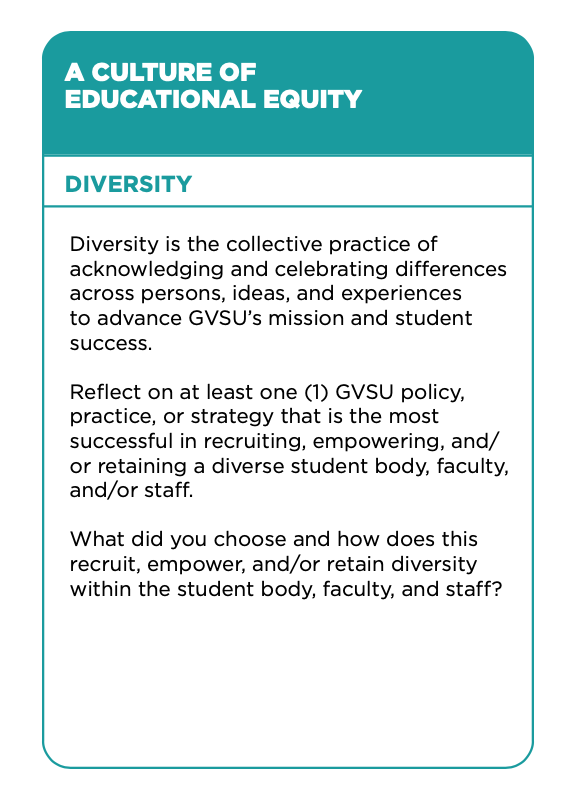 A CULTURE OF
EDUCATIONAL EQUITY
DIVERSITY
Diversity is the collective practice of
acknowledging and celebrating differences
across persons, ideas, and experiences
to advance GVSU’s mission and student
success.
Reflect on at least one (1) GVSU policy,
practice, or strategy that is the most
successful in recruiting, empowering, and/
or retaining a diverse student body, faculty,
and/or staff.
What did you choose and how does this
recruit, empower, and/or retain diversity
within the student body, faculty, and staff?